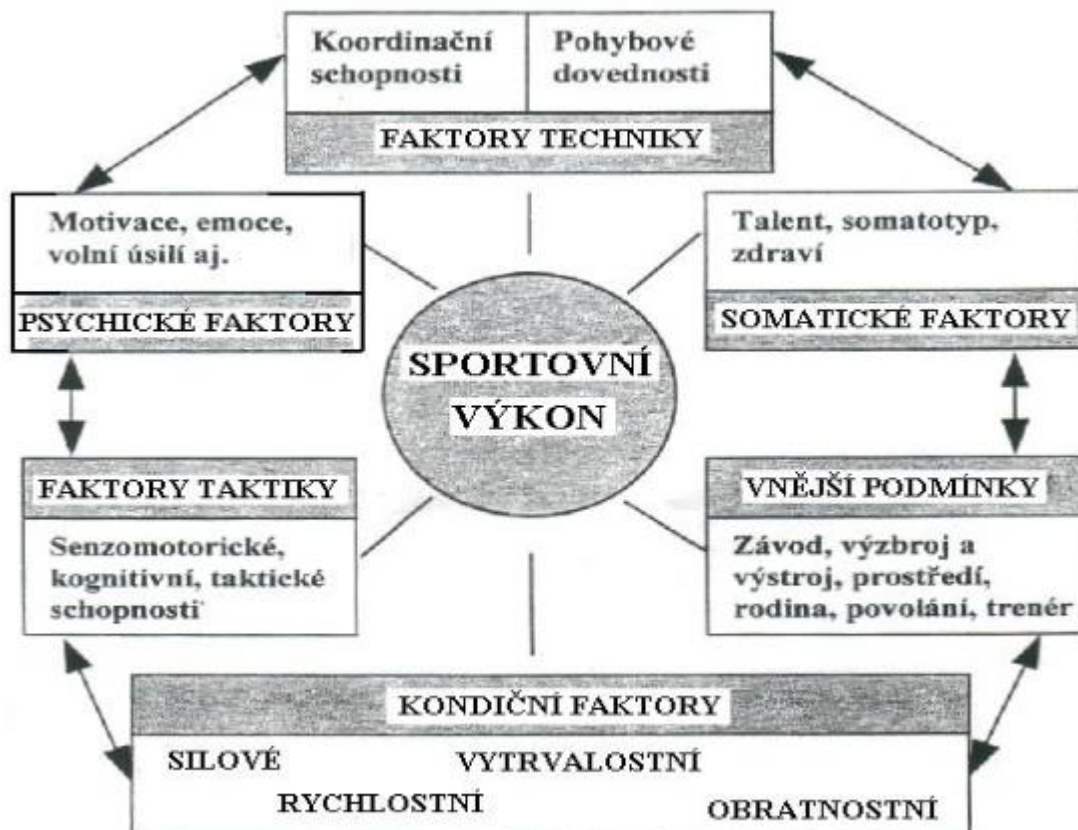 Koordinační
schopnosti
Pohybové
dovednosti
FAKTORY TECHNIKY
Motivace, emoce,
volní úsilí aj.
PSYCHICKÉ FAKTORY
Talent, somatotyp,
zdraví
SOMATICKÉ FAKTORY
SPORTOVNÍ
VÝKON
FAKTORY TAKTIKY
Senzomotorické,
kognitivní, taktické
schopnosti
VNĚJŠÍ PODMÍNKY
Závod, výzbroj a
výstroj, prostředí,
rodina, povolání, trenér
KONDIČNÍ FAKTORY
SILOVÉ
VYTRVALOSTNÍ
RYCHLOSTNÍ
OBRATNOSTNÍ